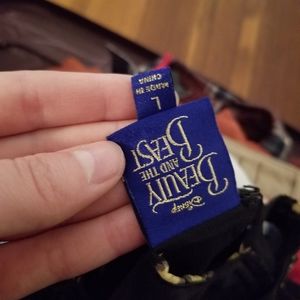 MADE IN
CHINA
L
Disney
BEAUTY
AND THE
BEAST